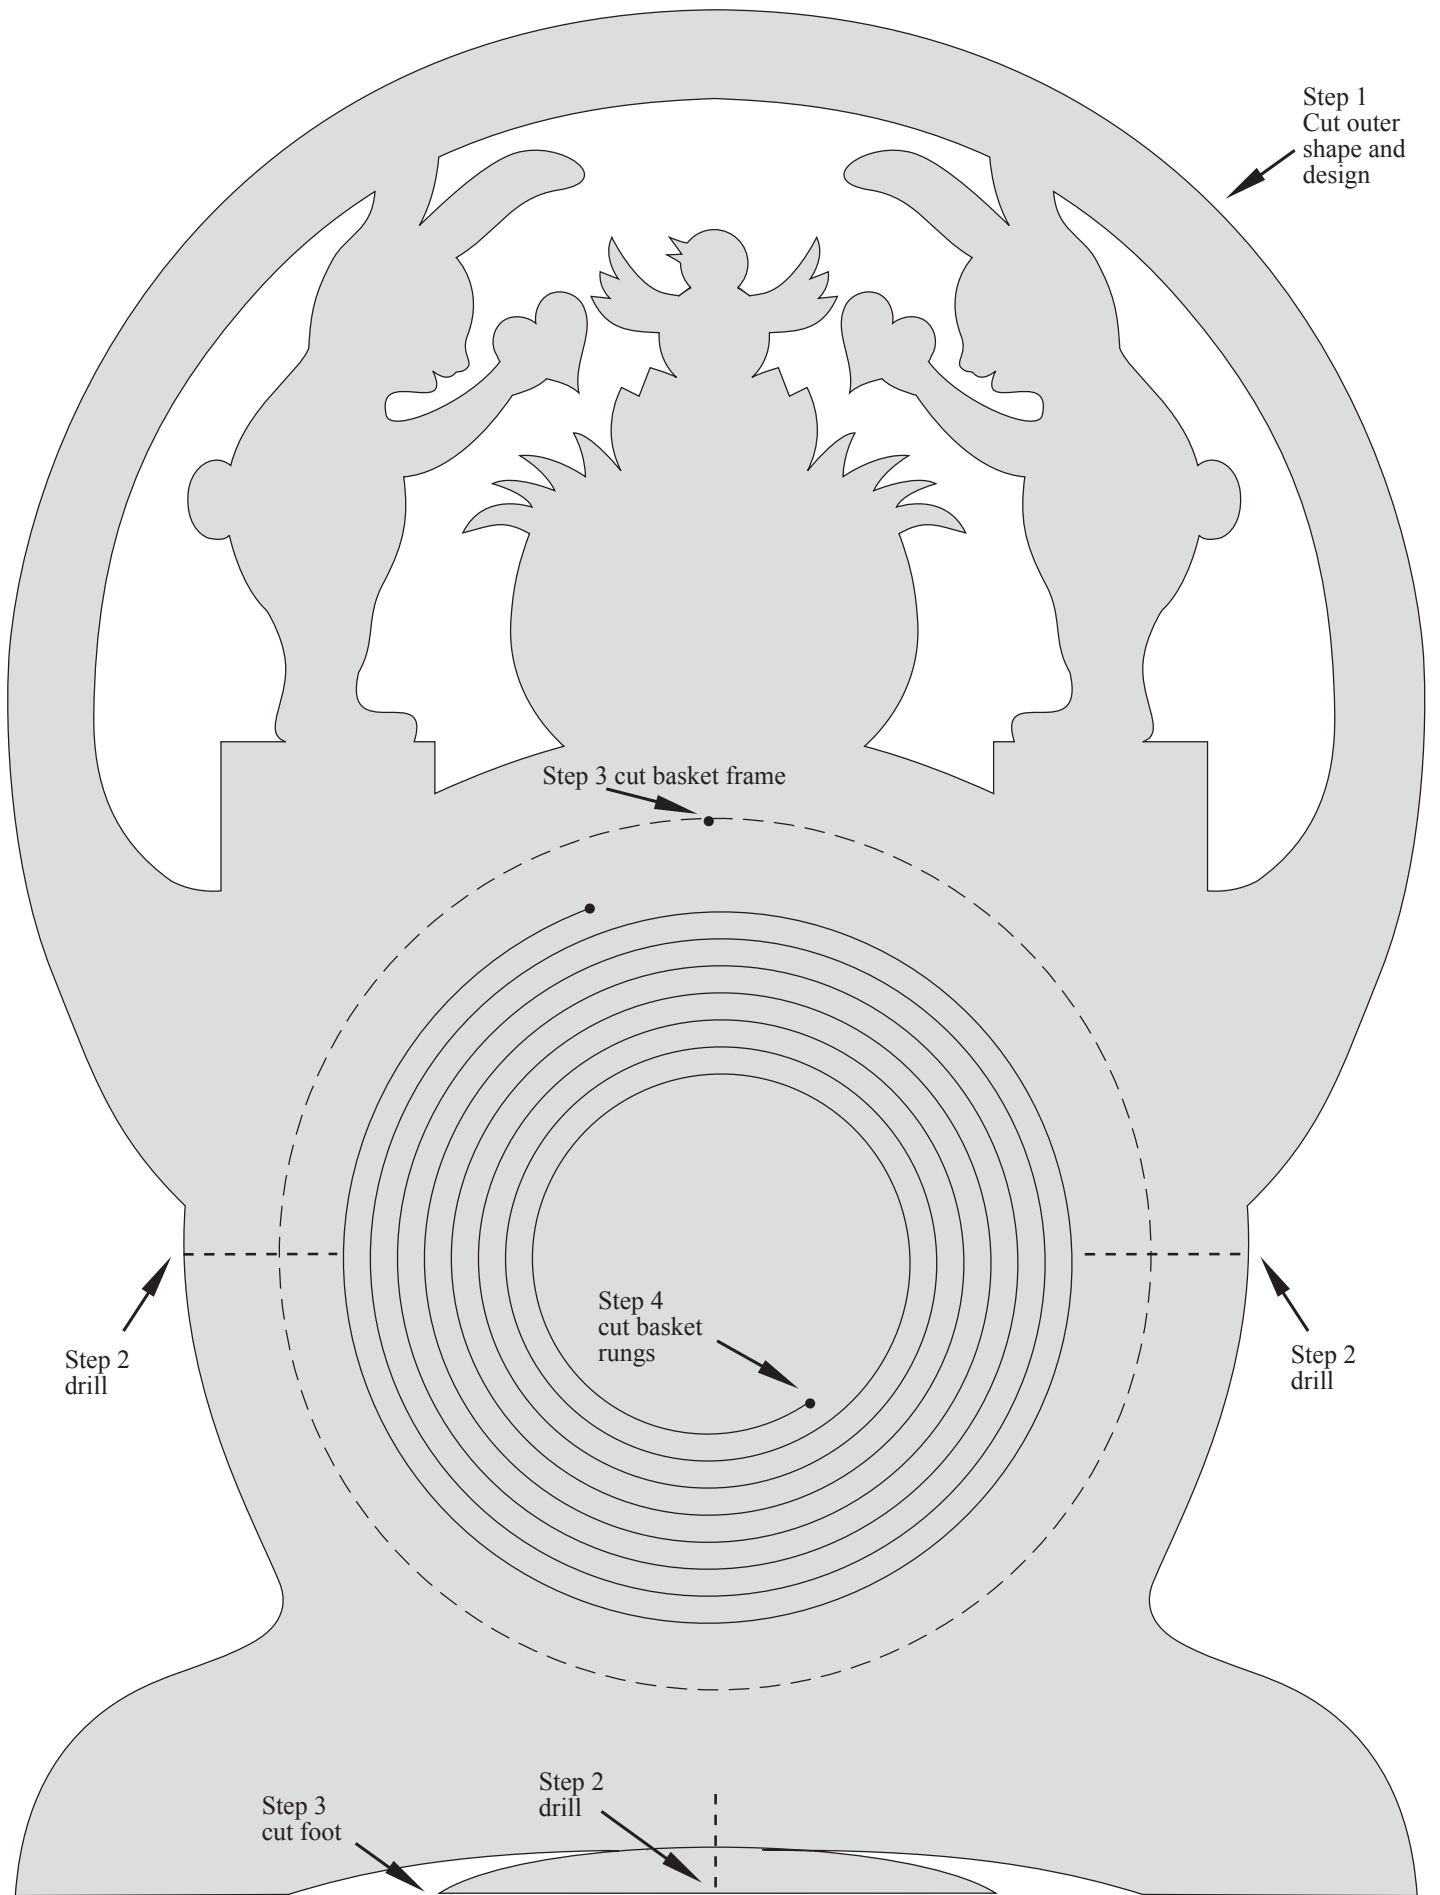 Step 1
Cut outer
shape and
design
Step 3 cut basket frame
Step 4
cut basket
rungs
Step 2
drill
Step 2
drill
Step 2
drill
Step 3
cut foot